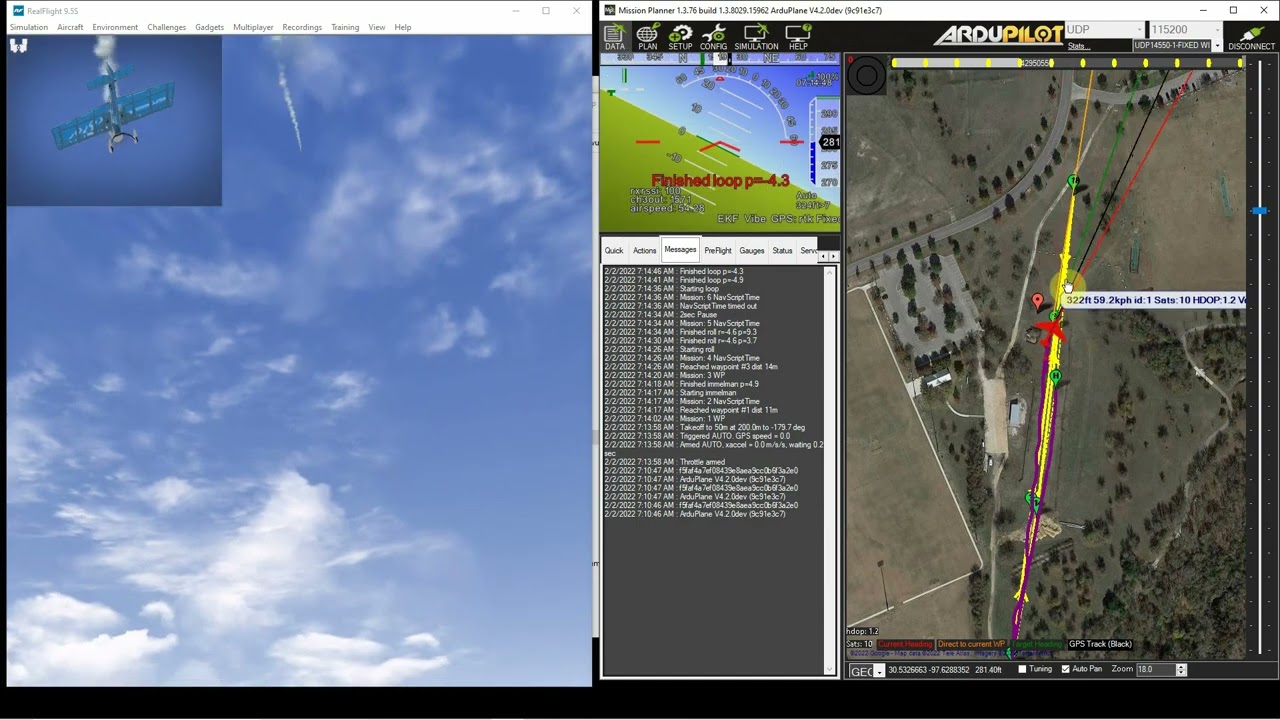 RealFlight 9.5S
Simulation Aircraft Environment Challenges Gadgets Multiplayer Recordings Training View Help
Mission Planner 1.3.76 build 1.3.8029.15962 ArduPlane V4.2.0dev (9c91e3c7)
DATA PLAN SETUP CONFIG SIMULATION HELP
ARDUPILOT
UDP 115200
Stats...
DISCONNECT
N NE
Finished loop p=-4.3
rxrssi: 100
ch3out: 1571
airspeed: 54.28
281
Auto
EKF Vibe GPS: rtk Fixed
Quick Actions Messages PreFlight Gauges Status
2/2/2022 7:14:46 AM : Finished loop p=-4.3
2/2/2022 7:14:41 AM : Finished loop p=-4.9
2/2/2022 7:14:36 AM : Starting loop
2/2/2022 7:14:36 AM : Mission: 6 NavScriptTime
2/2/2022 7:14:36 AM : NavScriptTime timed out
2/2/2022 7:14:34 AM : 2sec Pause
2/2/2022 7:14:34 AM : Mission: 5 NavScriptTime
2/2/2022 7:14:34 AM : Finished roll r=-4.6 p=9.3
2/2/2022 7:14:30 AM : Finished roll r=-4.6 p=3.7
2/2/2022 7:14:26 AM : Starting roll
2/2/2022 7:14:26 AM : Mission: 4 NavScriptTime
2/2/2022 7:14:26 AM : Reached waypoint #3 dist 14m
2/2/2022 7:14:20 AM : Mission: 3 WP
2/2/2022 7:14:18 AM : Finished immelman p=4.9
2/2/2022 7:14:17 AM : Starting immelman
2/2/2022 7:14:17 AM : Mission: 2 NavScriptTime
2/2/2022 7:14:17 AM : Reached waypoint #1 dist 11m
2/2/2022 7:14:02 AM : Mission: 1 WP
2/2/2022 7:13:58 AM : Takeoff to 50m at 200.0m to -179.7 deg
2/2/2022 7:13:58 AM : Triggered AUTO. GPS speed = 0.0
2/2/2022 7:13:58 AM : Armed AUTO, xaccel = 0.0 m/s/s, waiting 0.2
sec
2/2/2022 7:13:58 AM : Throttle armed
2/2/2022 7:10:47 AM : f5faf4a7ef08439e8aea9cc0b6f3a2e0
2/2/2022 7:10:47 AM : ArduPlane V4.2.0dev (9c91e3c7)
2/2/2022 7:10:47 AM : f5faf4a7ef08439e8aea9cc0b6f3a2e0
2/2/2022 7:10:47 AM : ArduPlane V4.2.0dev (9c91e3c7)
2/2/2022 7:10:46 AM : f5faf4a7ef08439e8aea9cc0b6f3a2e0
2/2/2022 7:10:46 AM : ArduPlane V4.2.0dev (9c91e3c7)
322ft 59.2kph id:1 Sats:10 HDOP:1.2
H
hdop: 1.2
Sats: 10 Current Heading Direct to current WP Target Heading GPS Track (Black)
GEO 30.5326663 -97.6288352 281.40ft Tuning Auto Pan Zoom 18.0